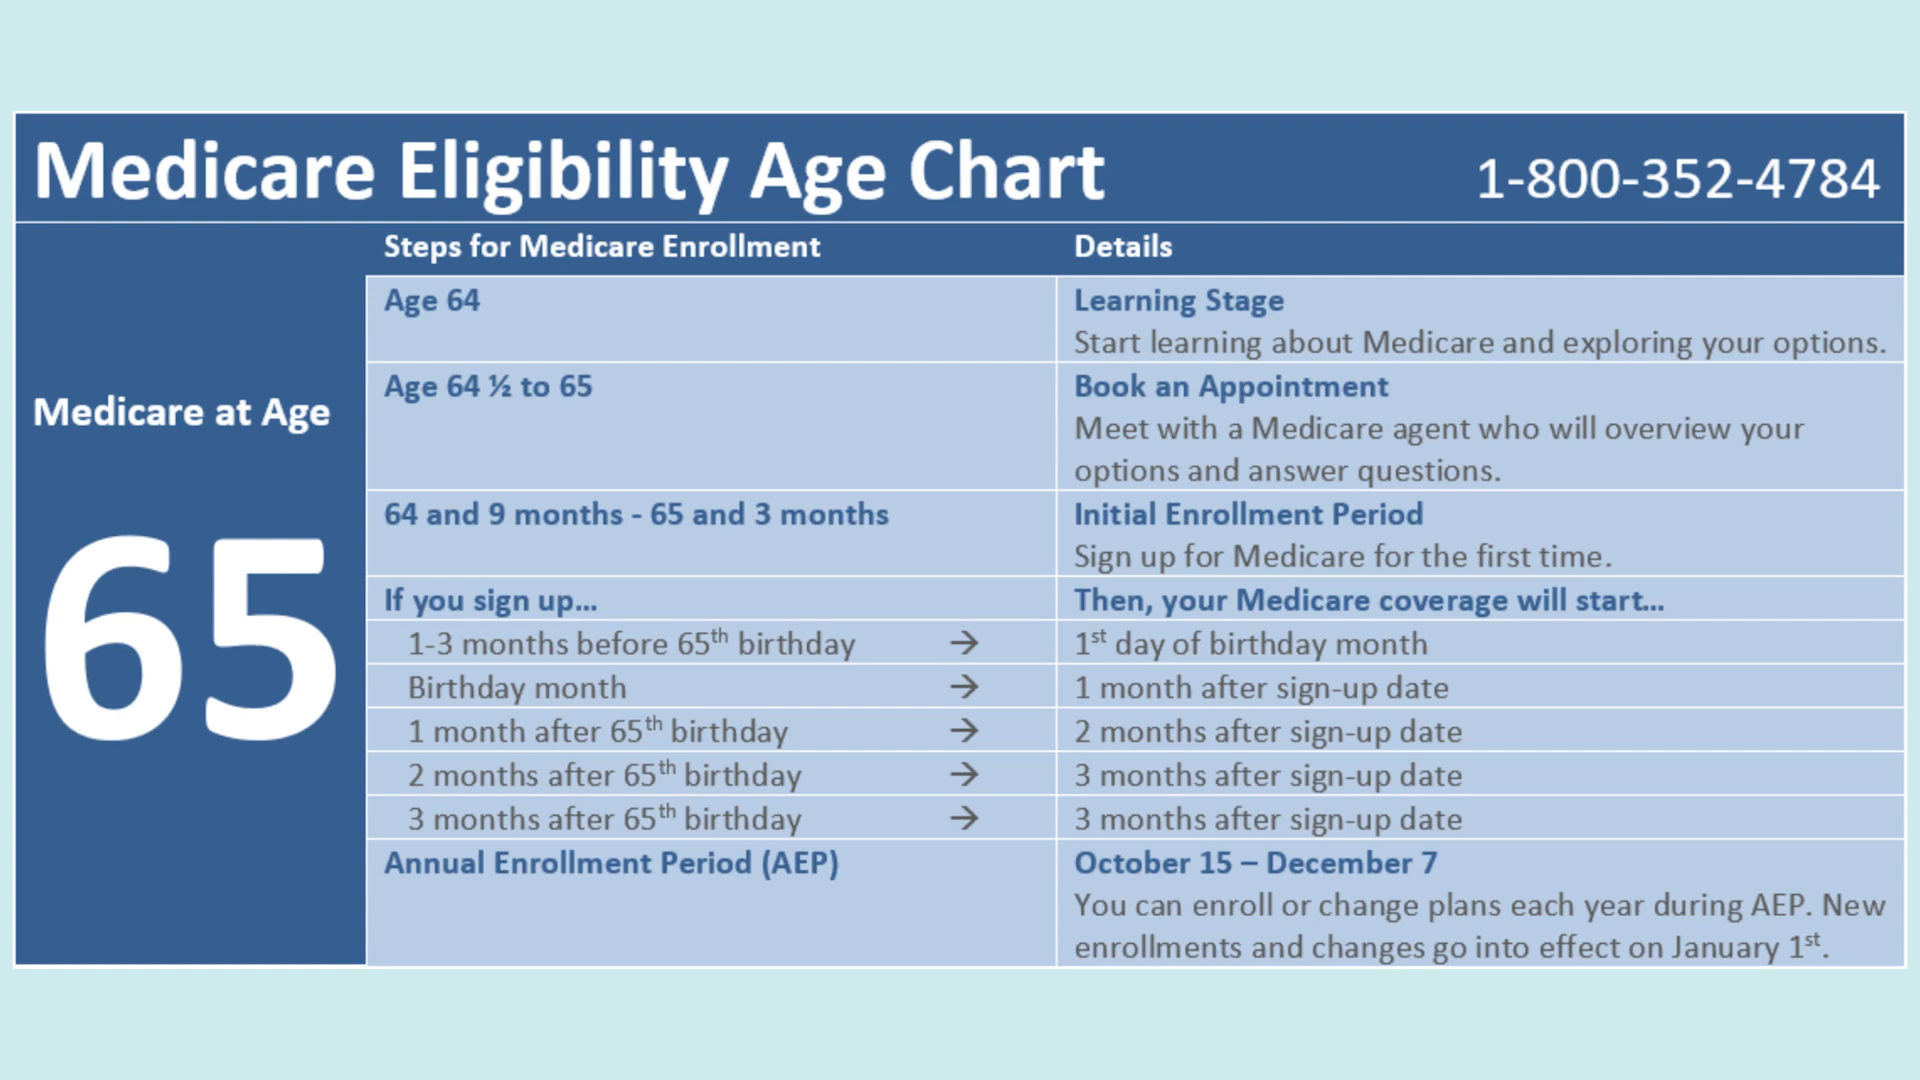 Medicare Eligibility Age Chart
1-800-352-4784
Medicare at Age
65
Steps for Medicare Enrollment
Details
Age 64
Learning Stage
Start learning about Medicare and exploring your options.
Age 64 ½ to 65
Book an Appointment
Meet with a Medicare agent who will overview your
options and answer questions.
64 and 9 months - 65 and 3 months
Initial Enrollment Period
Sign up for Medicare for the first time.
If you sign up...
Then, your Medicare coverage will start...
1-3 months before 65th birthday →
1st day of birthday month
Birthday month →
1 month after sign-up date
1 month after 65th birthday →
2 months after sign-up date
2 months after 65th birthday →
3 months after sign-up date
3 months after 65th birthday →
3 months after sign-up date
Annual Enrollment Period (AEP)
October 15 – December 7
You can enroll or change plans each year during AEP. New
enrollments and changes go into effect on January 1st.